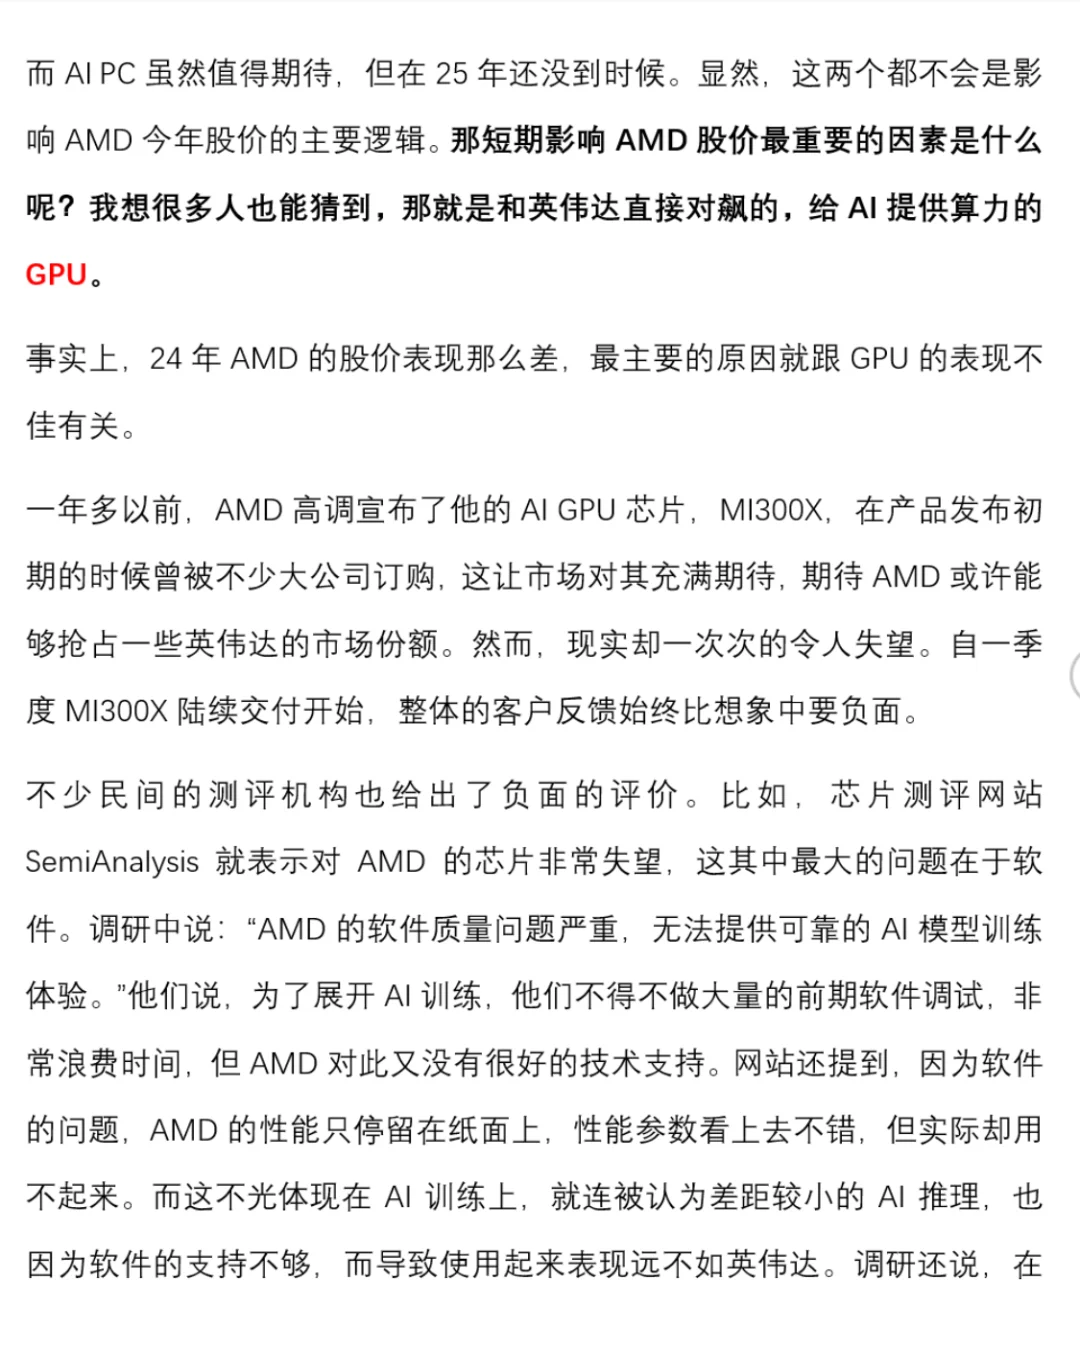 而 AI PC 虽然值得期待，但在 25 年还没到时候。显然，这两个都不会是影
响 AMD 今年股价的主要逻辑。那短期影响 AMD 股价最重要的因素是什么
呢？我想很多人也能猜到，那就是和英伟达直接对飙的，给 AI 提供算力的
GPU。
事实上，24 年 AMD 的股价表现那么差，最主要的原因就跟 GPU 的表现不
佳有关。
一年多以前，AMD 高调宣布了他的 AI GPU 芯片，MI300X，在产品发布初
期的时候曾被不少大公司订购，这让市场对其充满期待，期待 AMD 或许能
够抢占一些英伟达的市场份额。然而，现实却一次次的令人失望。自一季
度 MI300X 陆续交付开始，整体的客户反馈始终比想象中要负面。
不少民间的测评机构也给出了负面的评价。比如，芯片测评网站
SemiAnalysis 就表示对 AMD 的芯片非常失望，这其中最大的问题在于软
件。调研中说：“AMD 的软件质量问题严重，无法提供可靠的 AI 模型训练
体验。”他们说，为了展开 AI 训练，他们不得不做大量的前期软件调试，非
常浪费时间，但 AMD 对此又没有很好的技术支持。网站还提到，因为软件
的问题，AMD 的性能只停留在纸面上，性能参数看上去不错，但实际却用
不起来。而这不光体现在 AI 训练上，就连被认为差距较小的 AI 推理，也
因为软件的支持不够，而导致使用起来表现远不如英伟达。调研还说，在